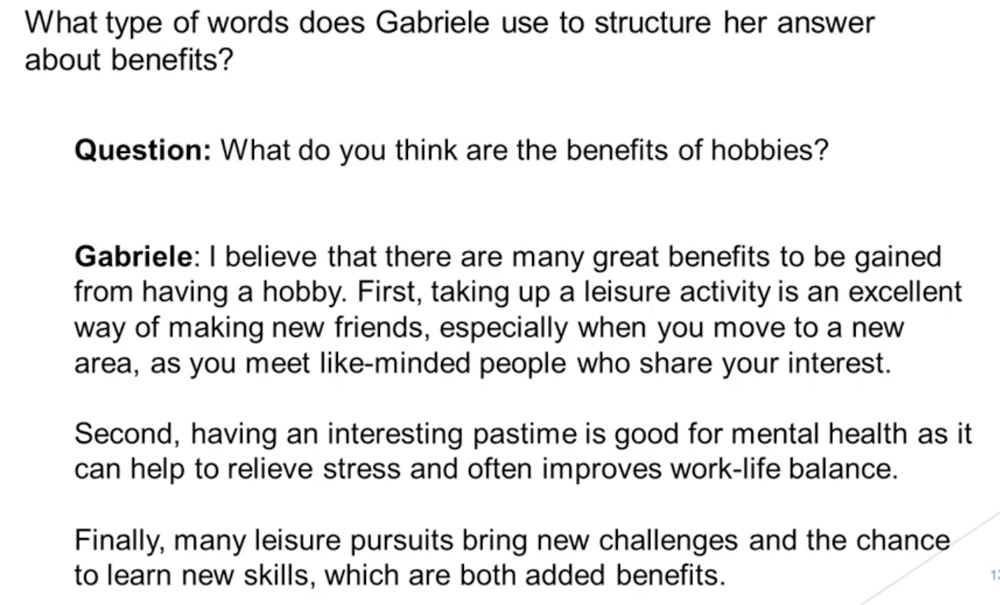 What type of words does Gabriele use to structure her answer
about benefits?
Question: What do you think are the benefits of hobbies?
Gabriele: I believe that there are many great benefits to be gained
from having a hobby. First, taking up a leisure activity is an excellent
way of making new friends, especially when you move to a new
area, as you meet like-minded people who share your interest.
Second, having an interesting pastime is good for mental health as it
can help to relieve stress and often improves work-life balance.
Finally, many leisure pursuits bring new challenges and the chance
to learn new skills, which are both added benefits.